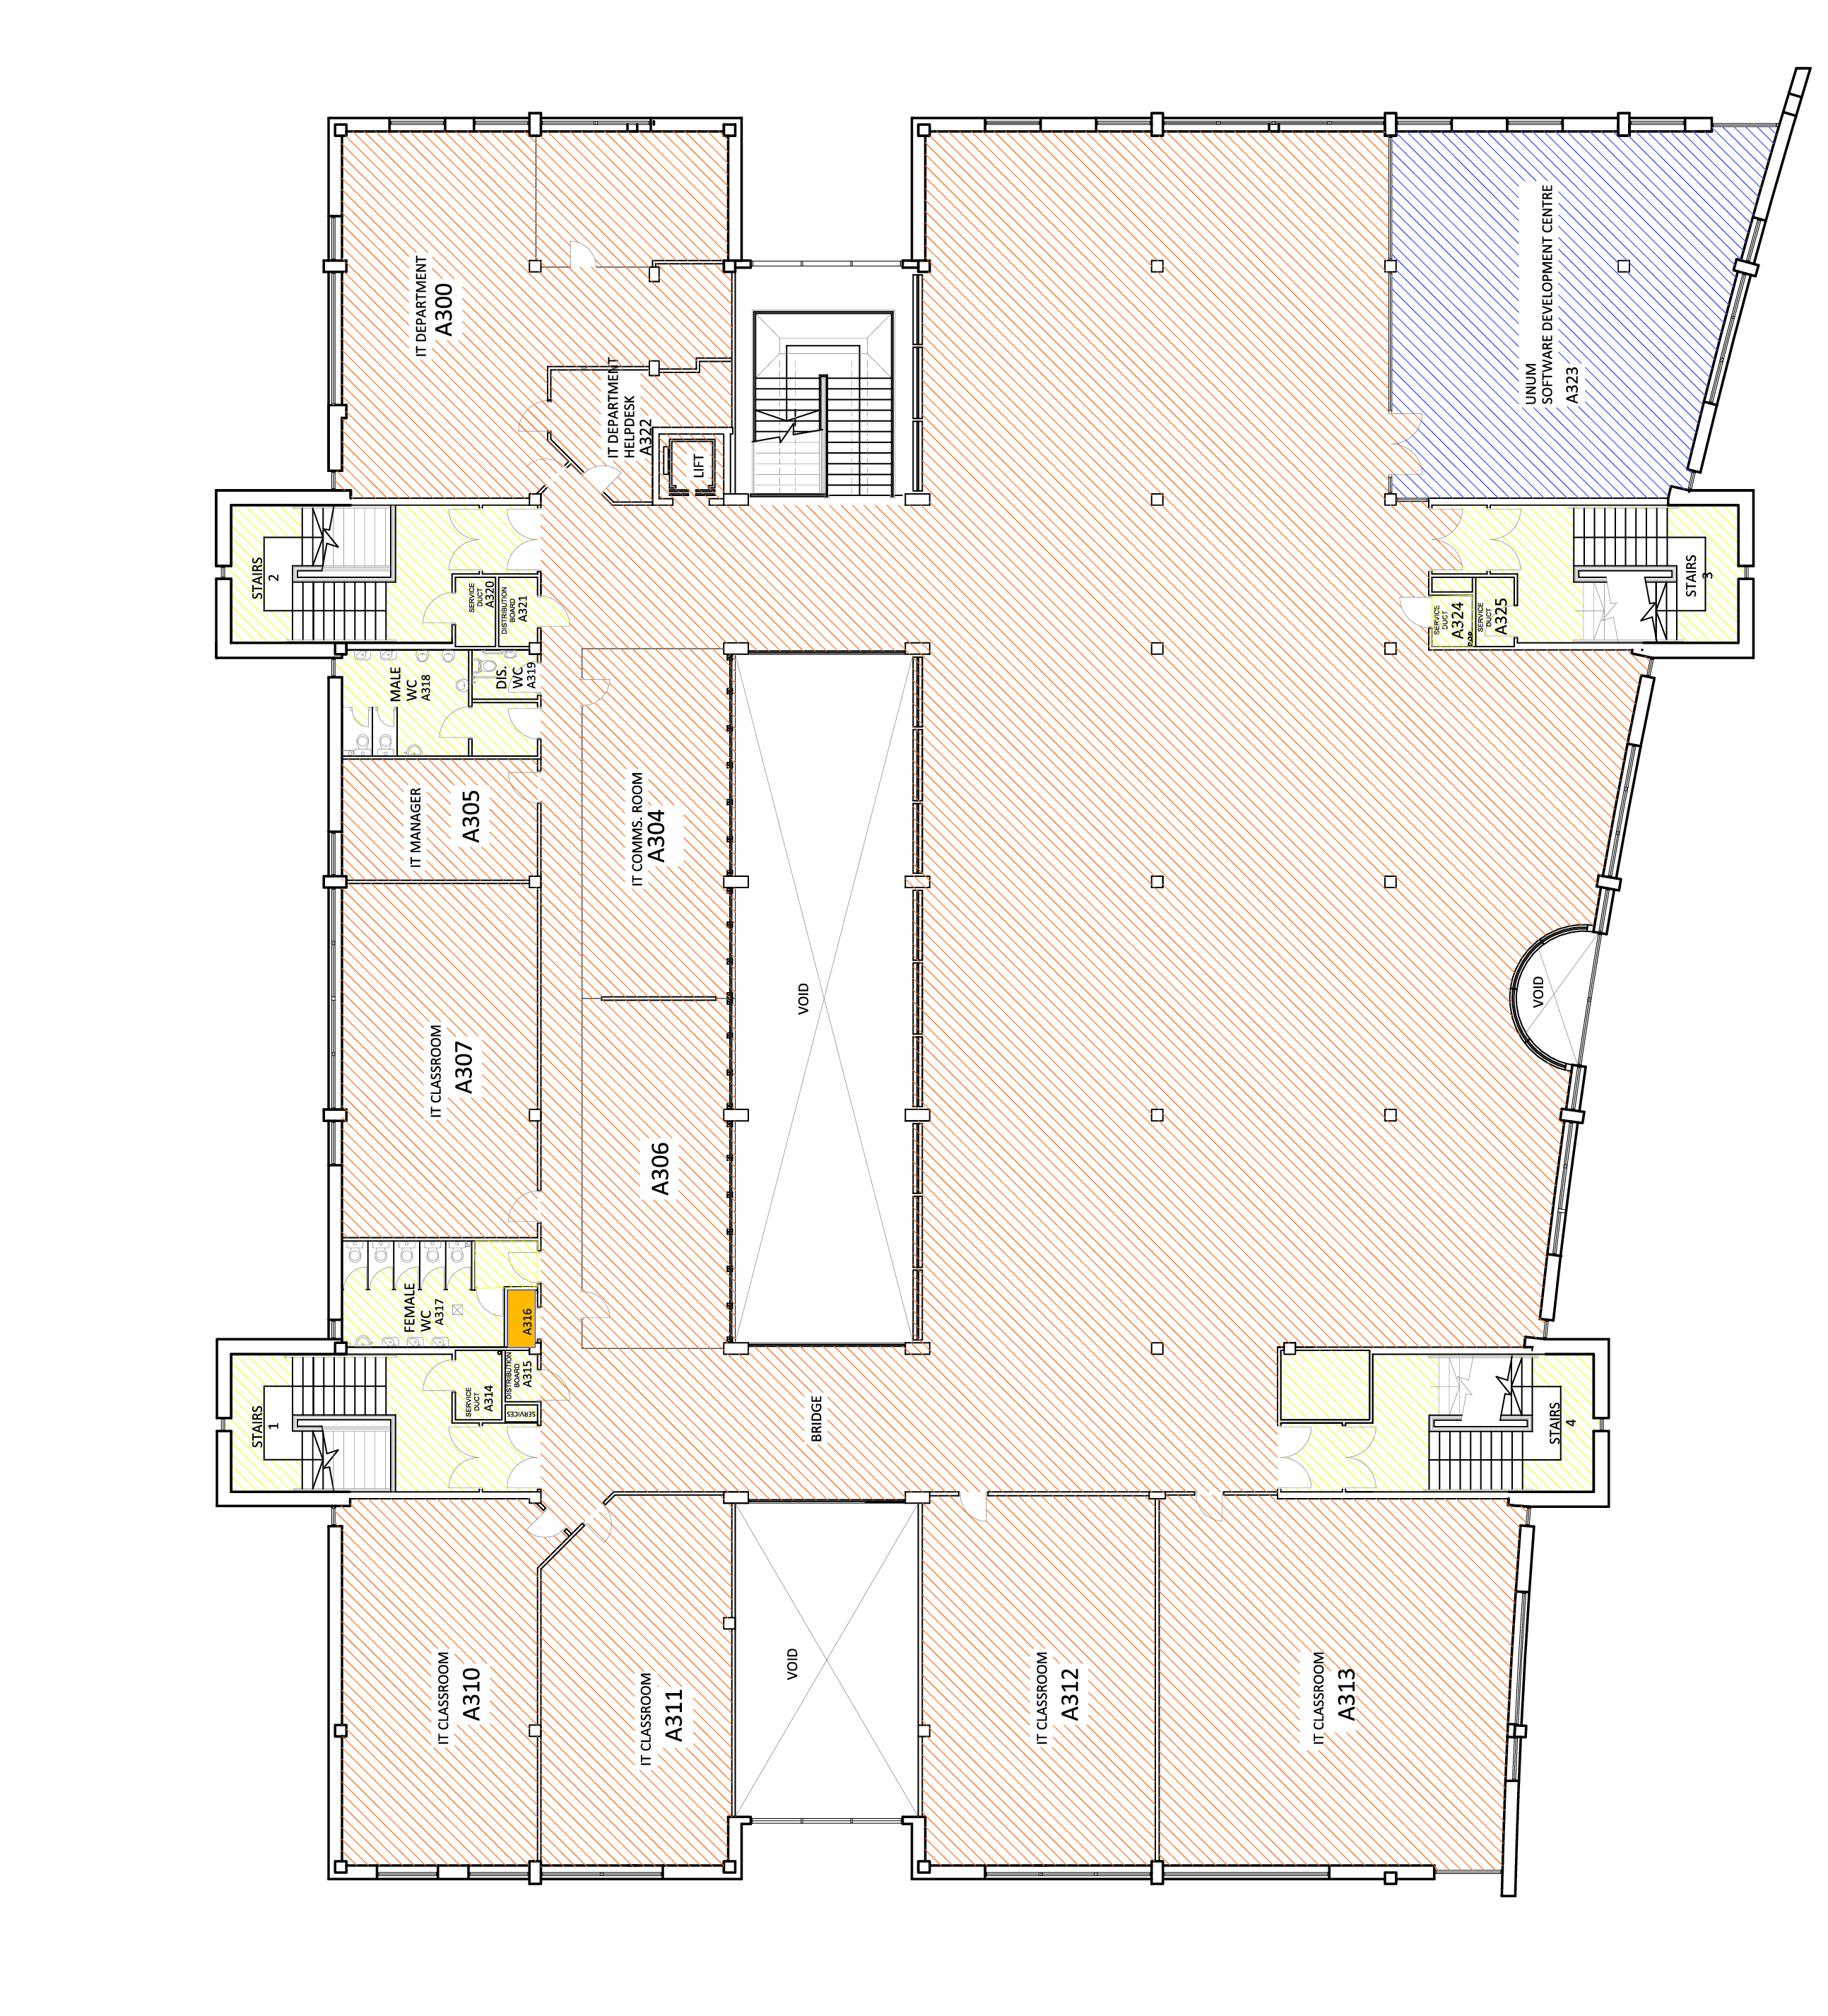 IT DEPARTMENT
A300
IT DEPARTMENT
HELPDESK
A322
LIFT
UNUM
SOFTWARE DEVELOPMENT CENTRE
A323
STAIRS
2
SERVICE
DUCT
A320
DISTRIBUTION
BOARD
A321
STAIRS
3
SERVICE
DUCT
A324
SERVICE
DUCT
A325
MALE
WC
A318
DIS.
WC
A319
IT MANAGER
A305
IT COMMS. ROOM
A304
VOID
VOID
IT CLASSROOM
A307
A306
FEMALE
WC
A317
A316
STAIRS
1
SERVICE
DUCT
A314
DISTRIBUTION
BOARD
A315
SERVICES
BRIDGE
STAIRS
4
IT CLASSROOM
A310
IT CLASSROOM
A311
VOID
IT CLASSROOM
A312
IT CLASSROOM
A313